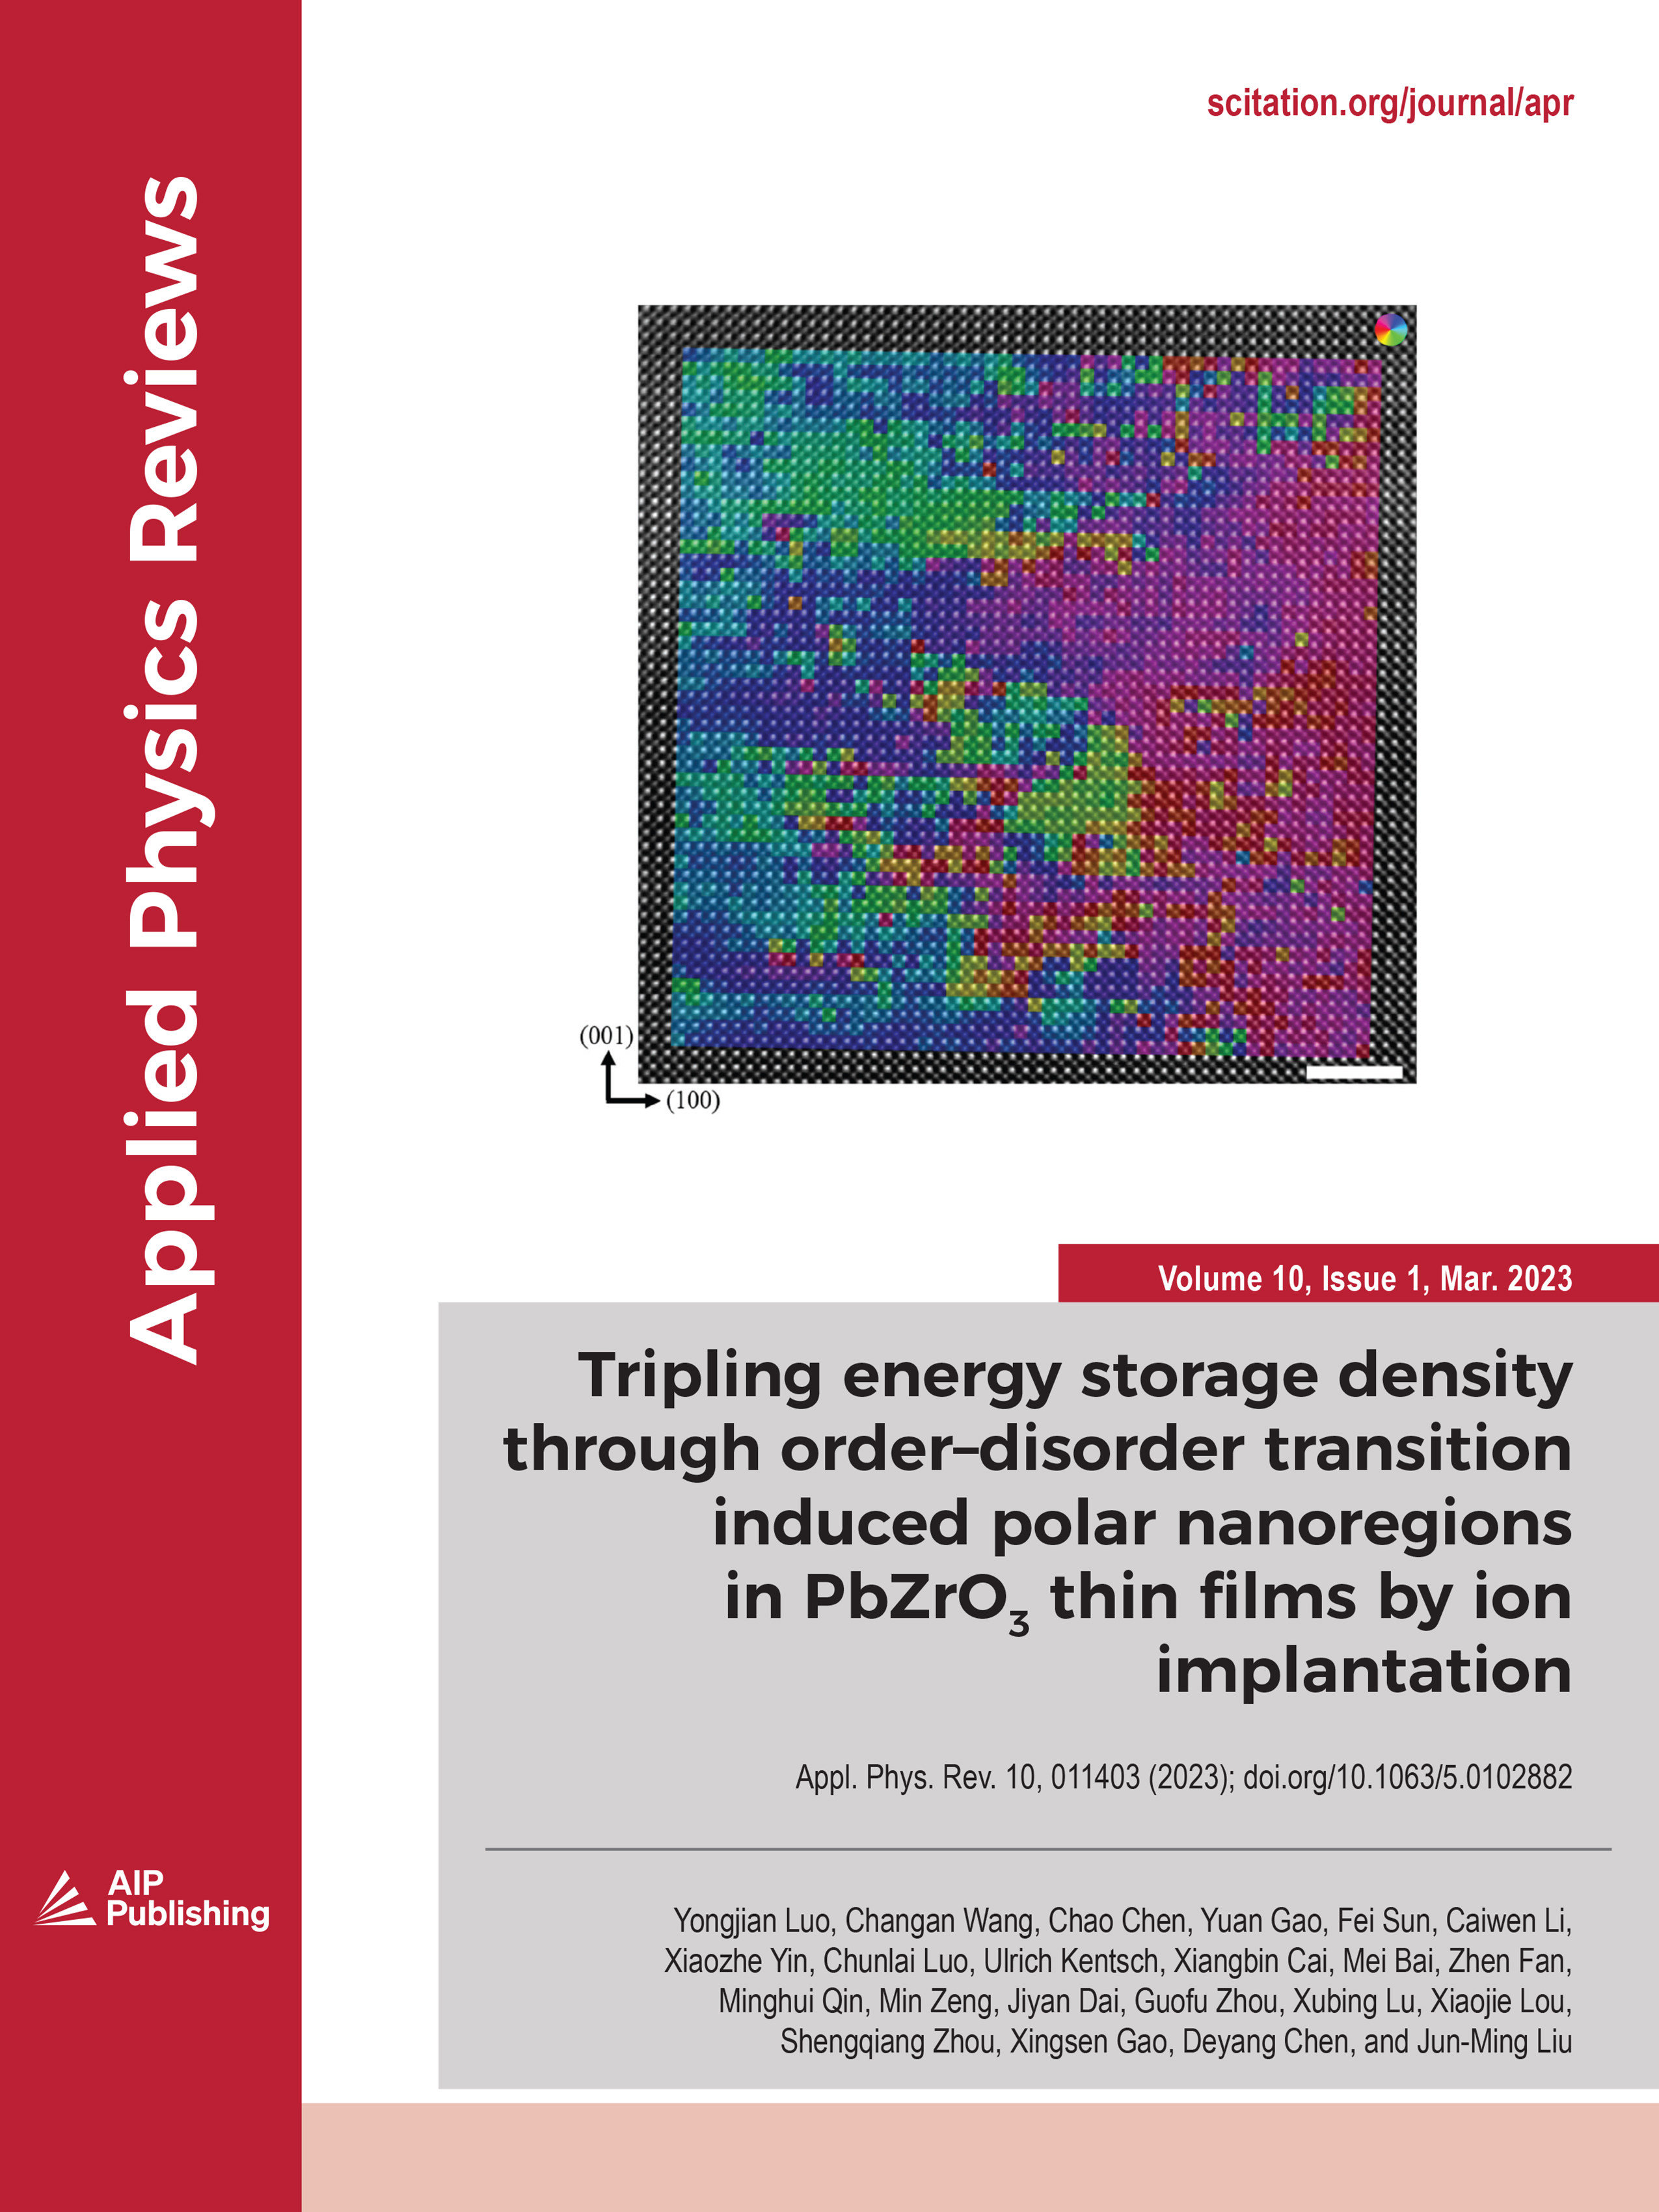 scitation.org/journal/apr
Applied Physics Reviews
(001)
(100)
Volume 10, Issue 1, Mar. 2023
Tripling energy storage density
through order–disorder transition
induced polar nanoregions
in PbZrO₃ thin films by ion
implantation
Appl. Phys. Rev. 10, 011403 (2023); doi.org/10.1063/5.0102882
Yongjian Luo, Changan Wang, Chao Chen, Yuan Gao, Fei Sun, Caiwen Li,
Xiaozhe Yin, Chunlai Luo, Ulrich Kentsch, Xiangbin Cai, Mei Bai, Zhen Fan,
Minghui Qin, Min Zeng, Jiyan Dai, Guofu Zhou, Xubing Lu, Xiaojie Lou,
Shengqiang Zhou, Xingsen Gao, Deyang Chen, and Jun-Ming Liu
AIP
Publishing